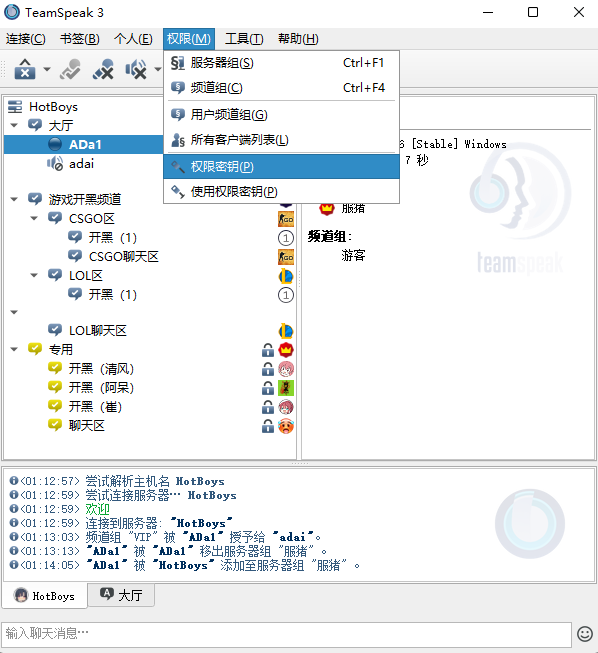 TeamSpeak 3
连接(C) 书签(B) 个人(E) 权限(M) 工具(T) 帮助(H)
服务器组(S) Ctrl+F1
频道组(C) Ctrl+F4
用户频道组(G)
所有客户端列表(L)
权限密钥(P)
使用权限密钥(P)
HotBoys
大厅
ADa1
adai
游戏开黑频道
CSGO区
开黑（1）
1
CSGO聊天区
LOL区
开黑（1）
1
LOL聊天区
专用
开黑（清风）
开黑（阿呆）
开黑（崔）
聊天区
6 [Stable] Windows
7 秒
服猪
频道组:
游客
teamspeak
<01:12:57> 尝试解析主机名 HotBoys
<01:12:59> 尝试连接服务器… HotBoys
<01:12:59> 欢迎
<01:12:59> 连接到服务器: "HotBoys"
<01:13:03> 频道组 "VIP" 被 "ADa1" 授予给 "adai"。
<01:13:13> "ADa1" 被 "ADa1" 移出服务器组 "服猪" 。
<01:14:05> "ADa1" 被 "HotBoys" 添加至服务器组 "服猪" 。
HotBoys 大厅
输入聊天消息…